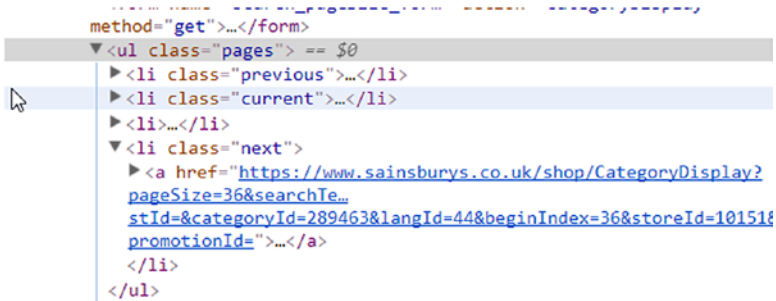 method="get">…</form>
▼<ul class="pages"> == $0
▶<li class="previous">…</li>
▶<li class="current">…</li>
▶<li>…</li>
▼<li class="next">
▶<a href="https://www.sainsburys.co.uk/shop/CategoryDisplay?
pageSize=36&searchTe…
stId=&categoryId=289463&langId=44&beginIndex=36&storeId=10151&
promotionId=">…</a>
</li>
</ul>